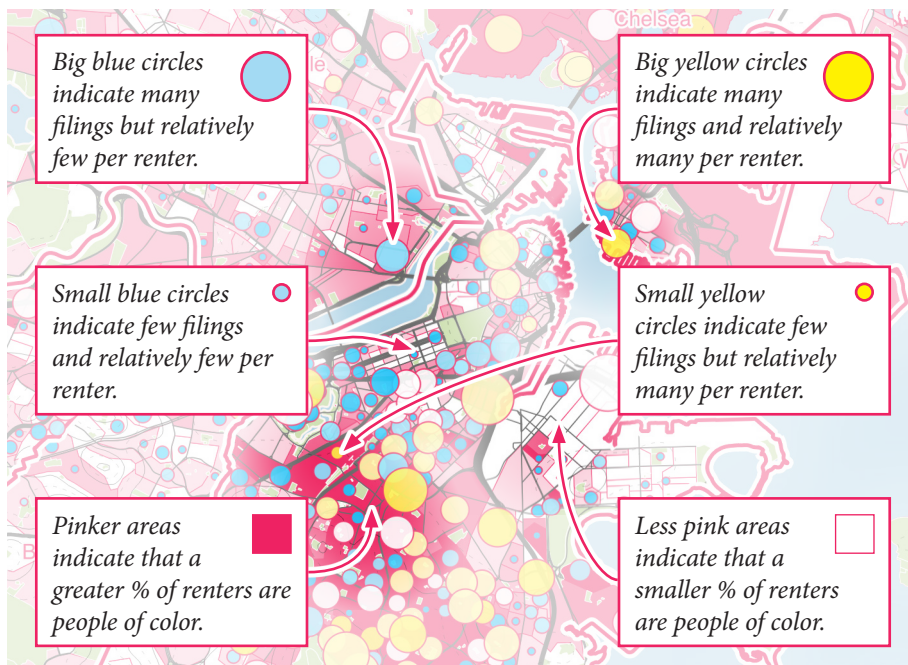 Chelsea
Big blue circles
indicate many
filings but relatively
few per renter.
Big yellow circles
indicate many
filings and relatively
many per renter.
Small blue circles
indicate few filings
and relatively few per
renter.
Small yellow
circles indicate few
filings but relatively
many per renter.
Pinker areas
indicate that a
greater % of renters are
people of color.
Less pink areas
indicate that a
smaller % of renters
are people of color.